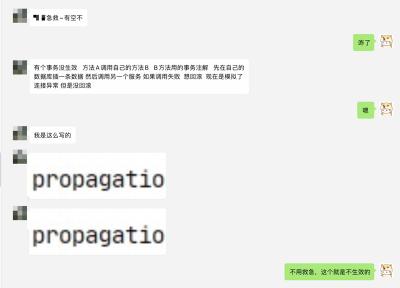 急救~有空不
有个事务没生效 方法A调用自己的方法B B方法用的事务注解 先在自己的
数据库插一条数据 然后调用另一个服务 如果调用失败 想回滚 现在是模拟了
连接异常 但是没回滚
嗯
我是这么写的
propagatio
propagatio
不用救急，这个就是不生效的